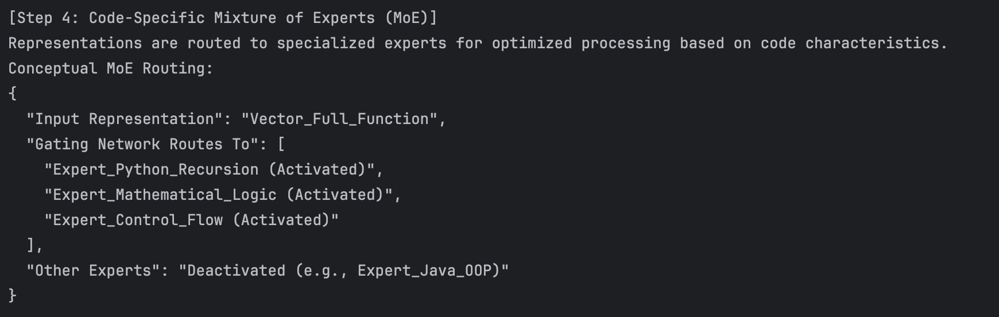 [Step 4: Code-Specific Mixture of Experts (MoE)]
Representations are routed to specialized experts for optimized processing based on code characteristics.
Conceptual MoE Routing:
{
  "Input Representation": "Vector_Full_Function",
  "Gating Network Routes To": [
    "Expert_Python_Recursion (Activated)",
    "Expert_Mathematical_Logic (Activated)",
    "Expert_Control_Flow (Activated)"
  ],
  "Other Experts": "Deactivated (e.g., Expert_Java_OOP)"
}